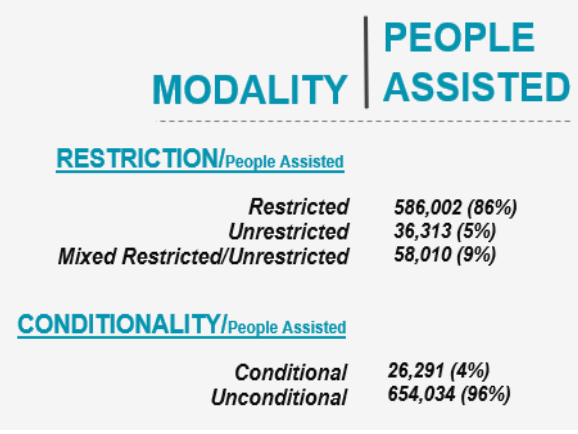 MODALITY
PEOPLE
ASSISTED
RESTRICTION/People Assisted
Restricted 586,002 (86%)
Unrestricted 36,313 (5%)
Mixed Restricted/Unrestricted 58,010 (9%)
CONDITIONALITY/People Assisted
Conditional 26,291 (4%)
Unconditional 654,034 (96%)